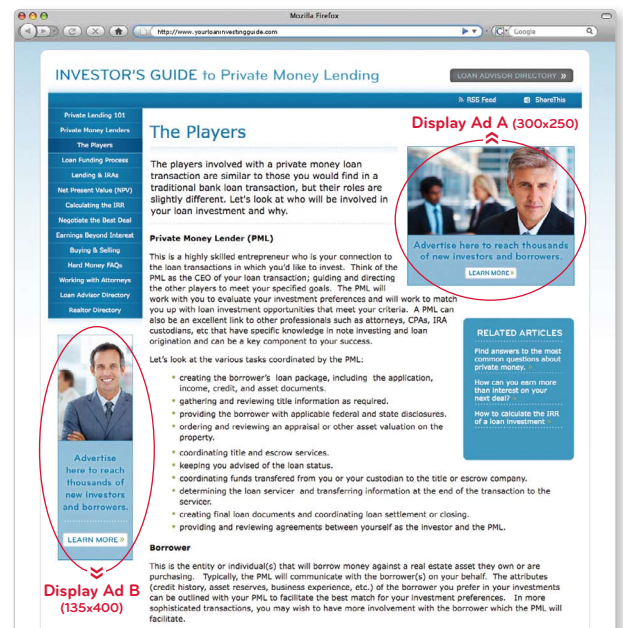 Mozilla Firefox
http://www.yourloaninvestingguide.com
Google
INVESTOR'S GUIDE to Private Money Lending
LOAN ADVISOR DIRECTORY »
RSS Feed
ShareThis
Private Lending 101
Private Money Lenders
The Players
Loan Funding Process
Lending & IRAs
Net Present Value (NPV)
Calculating the IRR
Negotiate the Best Deal
Earnings Beyond Interest
Buying & Selling
Hard Money FAQs
Working with Attorneys
Loan Advisor Directory
Realtor Directory
Advertise
here to reach
thousands of
new investors
and borrowers.
LEARN MORE »
Display Ad B
(135x400)
The Players
The players involved with a private money loan
transaction are similar to those you would find in a
traditional bank loan transaction, but their roles are
slightly different. Let's look at who will be involved in
your loan investment and why.
Display Ad A (300x250)
Advertise here to reach thousands
of new investors and borrowers.
LEARN MORE »
Private Money Lender (PML)
This is a highly skilled entrepreneur who is your connection to
the loan transactions in which you'd like to invest. Think of the
PML as the CEO of your loan transaction; guiding and directing
the other players to meet your specified goals. The PML will
work with you to evaluate your investment preferences and will work to match
you up with loan investment opportunities that meet your criteria. A PML can
also be an excellent link to other professionals such as attorneys, CPAs, IRA
custodians, etc that have specific knowledge in note investing and loan
origination and can be a key component to your success.
RELATED ARTICLES
Find answers to the most
common questions about
private money. »
How can you earn more
than interest on your
next deal? »
How to calculate the IRR
of a loan investment »
Let's look at the various tasks coordinated by the PML:
• creating the borrower's loan package, including the application,
income, credit, and asset documents.
• gathering and reviewing title information as required.
• providing the borrower with applicable federal and state disclosures.
• ordering and reviewing an appraisal or other asset valuation on the
property.
• coordinating title and escrow services.
• keeping you advised of the loan status.
• coordinating funds transfered from you or your custodian to the title or escrow company.
• determining the loan servicer and transferring information at the end of the transaction to the
servicer.
• creating final loan documents and coordinating loan settlement or closing.
• providing and reviewing agreements between yourself as the investor and the PML.
Borrower
This is the entity or individual(s) that will borrow money against a real estate asset they own or are
purchasing. Typically, the PML will communicate with the borrower(s) on your behalf. The attributes
(credit history, asset reserves, business experience, etc.) of the borrower you prefer in your investments
can be outlined with your PML to facilitate the best match for your investment preferences. In more
sophisticated transactions, you may wish to have more involvement with the borrower which the PML will
facilitate.